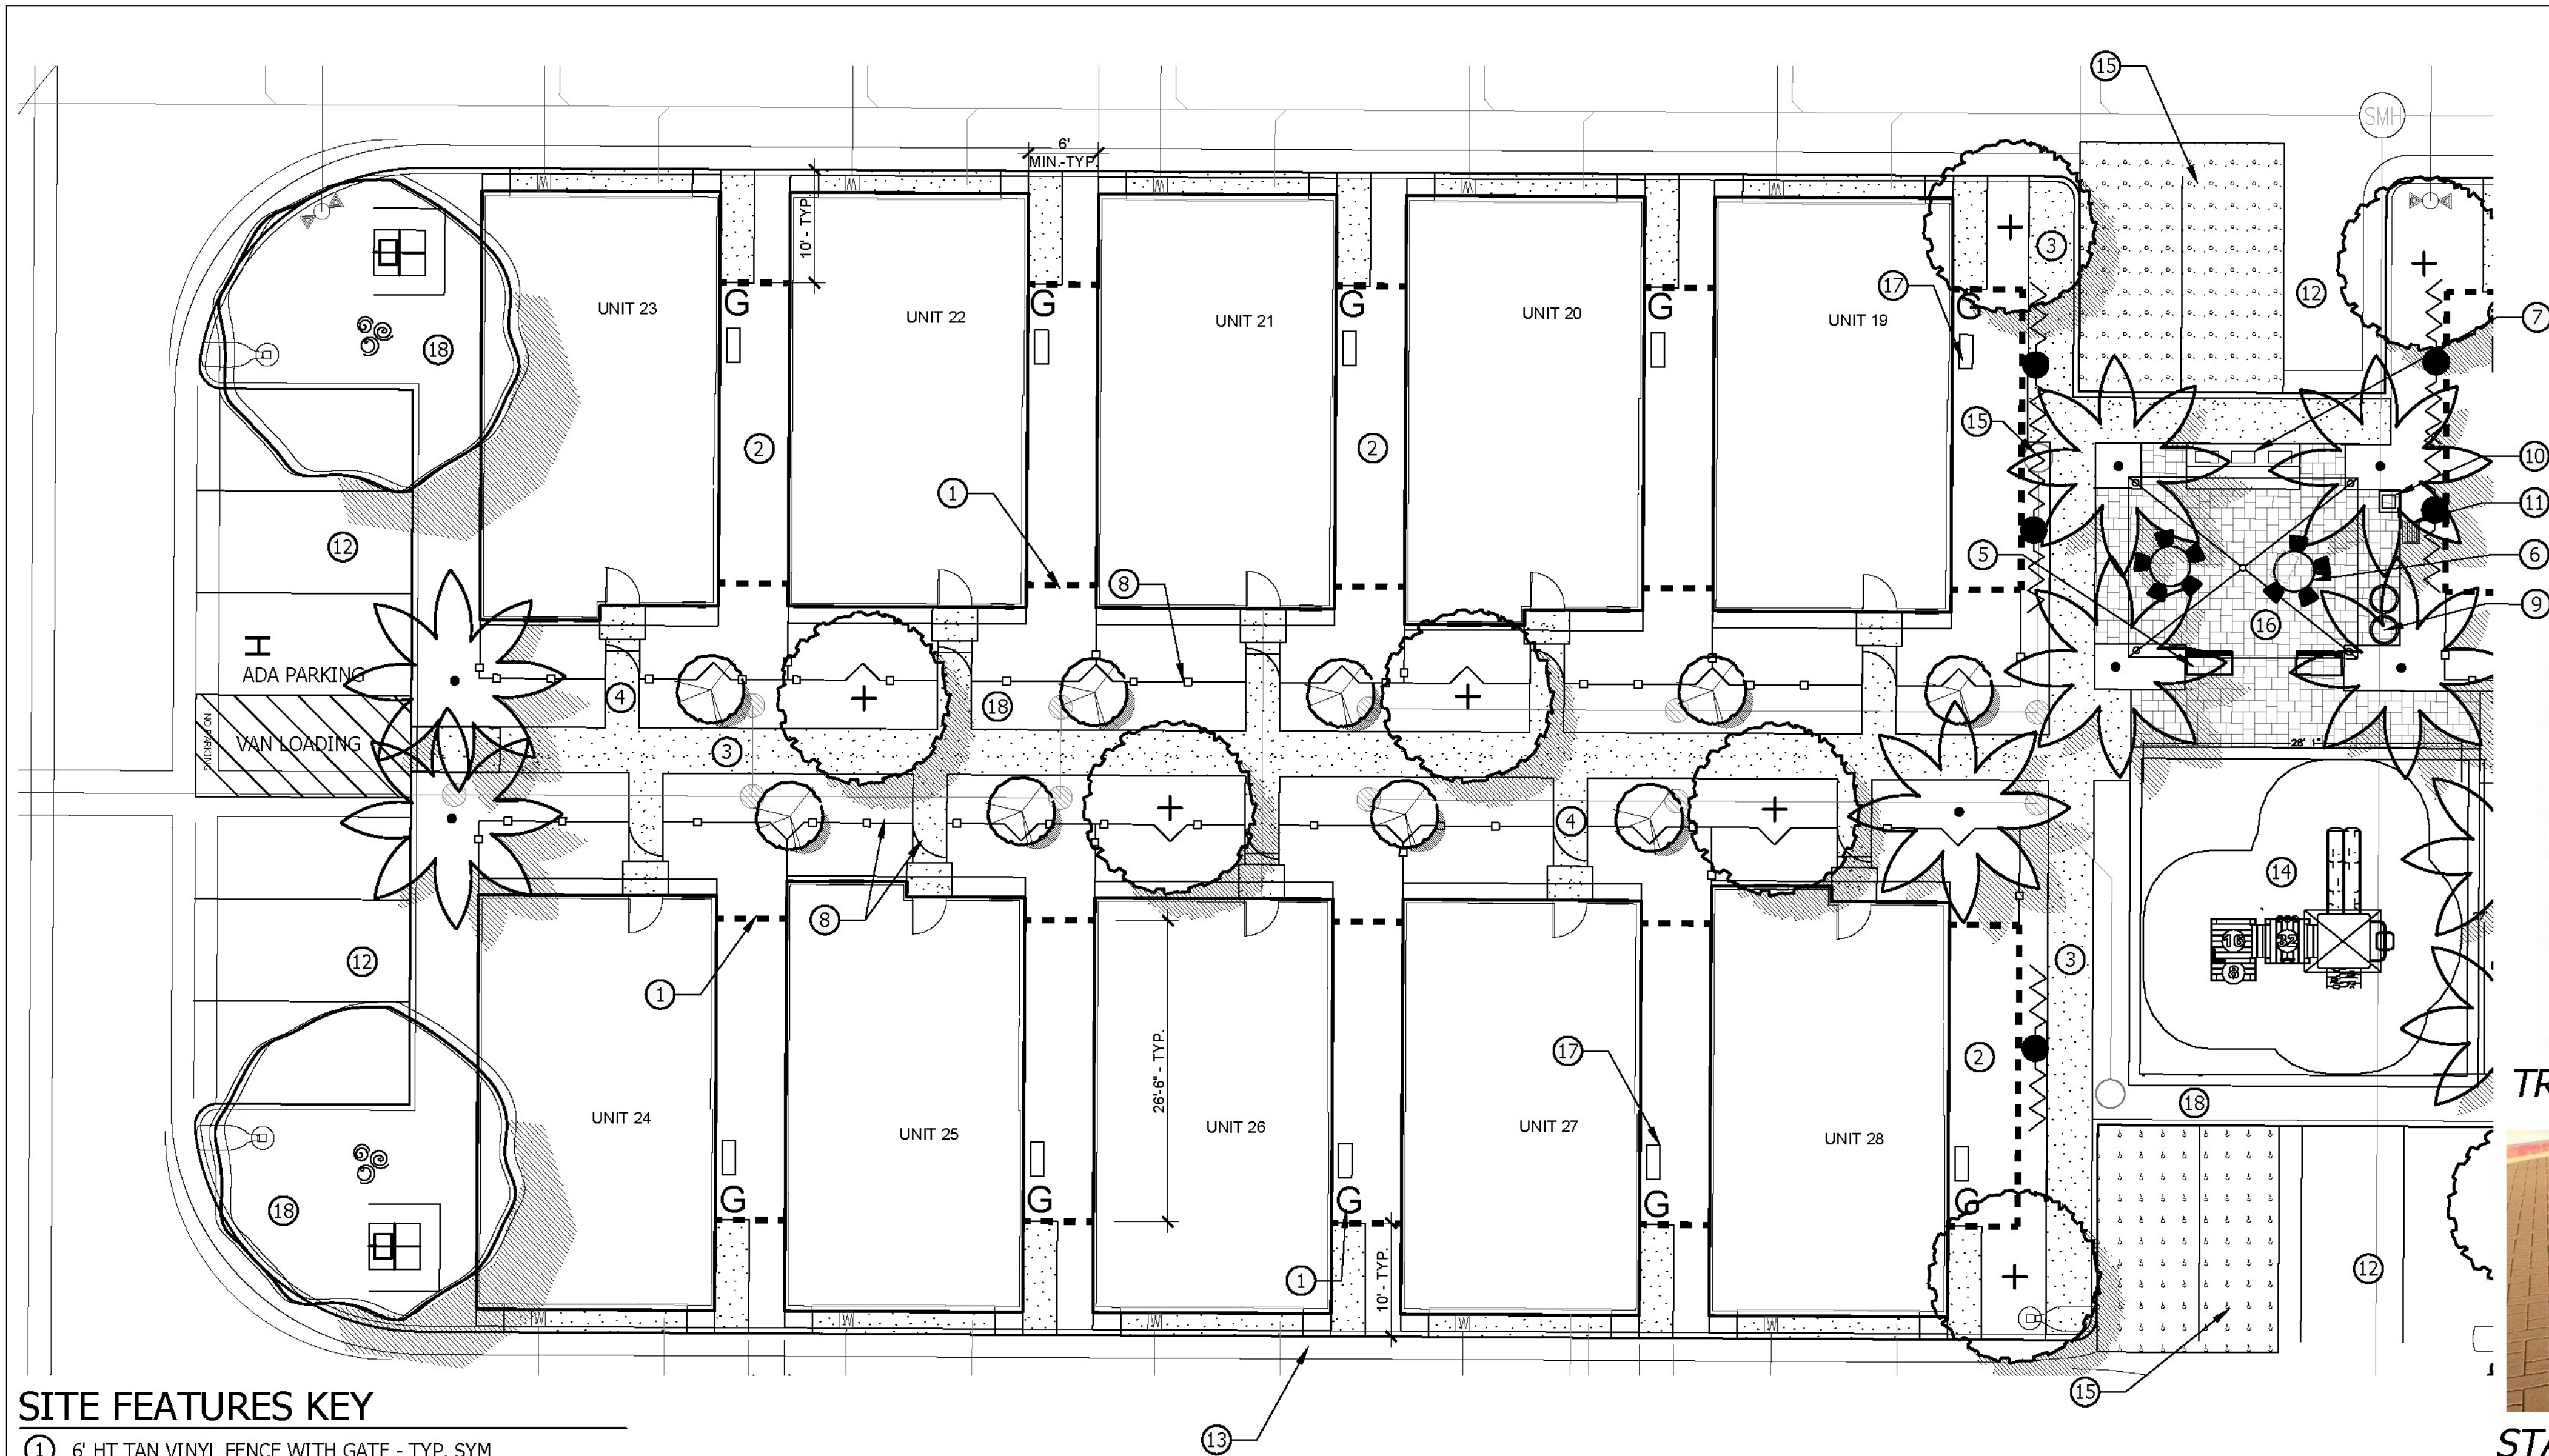 15
SMH
6'
MIN.-TYP.
10' - TYP.
3
12
17
7
G
G
G
G
G
UNIT 23
UNIT 22
UNIT 21
UNIT 20
UNIT 19
18
15
2
2
10
1
11
12
5
6
8
9
16
H
ADA PARKING
4
18
NO PARKING
VAN LOADING
3
28' 1"
4
14
8
12
1
3
16
32
8
17
2
26'-6" - TYP.
TR
UNIT 24
UNIT 25
UNIT 26
UNIT 27
UNIT 28
18
G
G
G
G
G
18
1
10' - TYP.
12
15
SITE FEATURES KEY
13
1 6' HT TAN VINYL FENCE WITH GATE - TYP. SYM
STA